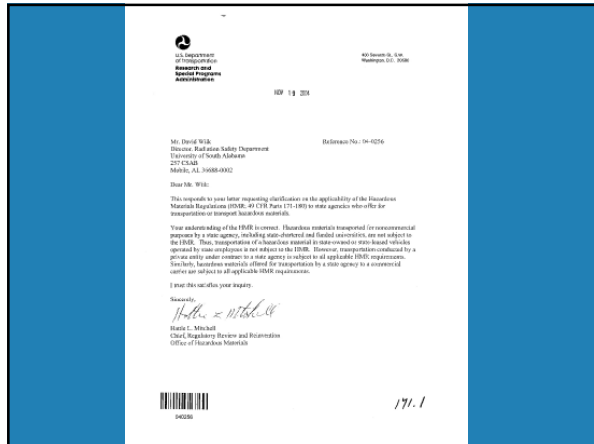 U.S. Department
of Transportation
Research and
Special Programs
Administration
400 Seventh St., S.W.
Washington, D.C. 20590
NOV 19 2004
Mr. David Wilk
Reference No.: 04-0256
Director, Radiation Safety Department
University of South Alabama
257 CSAB
Mobile, AL 36688-0002
Dear Mr. Wilk:
This responds to your letter requesting clarification on the applicability of the Hazardous
Materials Regulations (HMR; 49 CFR Parts 171-180) to state agencies who offer for
transportation or transport hazardous materials.
Your understanding of the HMR is correct. Hazardous materials transported for noncommercial
purposes by a state agency, including state-chartered and funded universities, are not subject to
the HMR. Thus, transportation of a hazardous material in state-owned or state-leased vehicles
operated by state employees is not subject to the HMR. However, transportation conducted by a
private entity under contract to a state agency is subject to all applicable HMR requirements.
Similarly, hazardous materials offered for transportation by a state agency to a commercial
carrier are subject to all applicable HMR requirements.
I trust this satisfies your inquiry.
Sincerely,
Hattie L Mitchell
Hattie L. Mitchell
Chief, Regulatory Review and Reinvention
Office of Hazardous Materials
040256
171.1